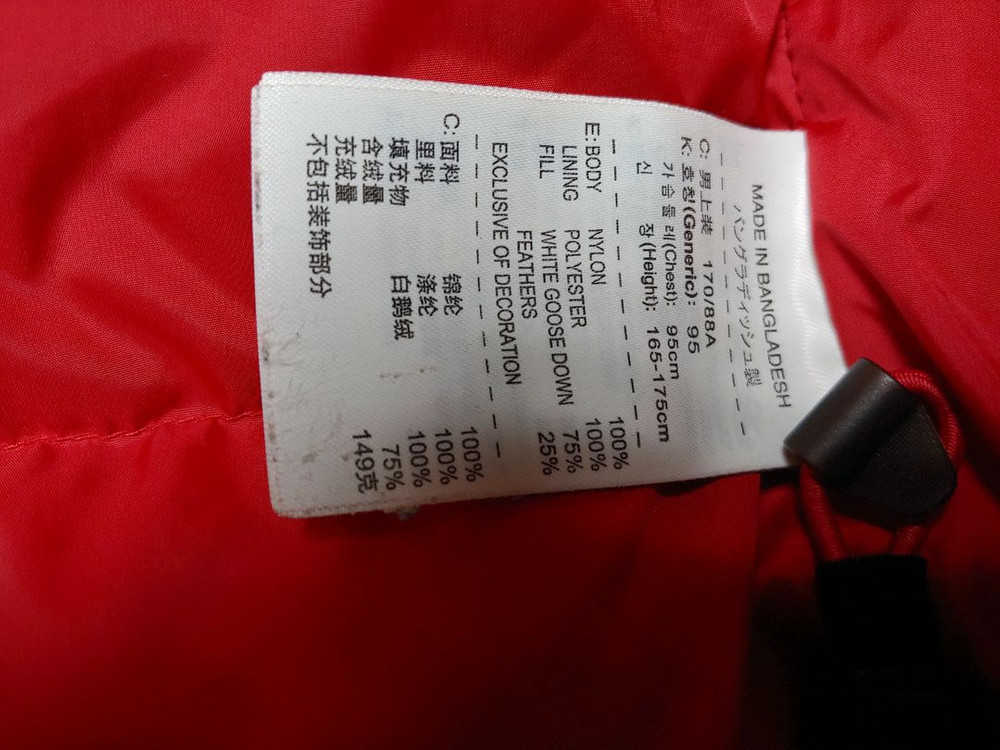 MADE IN BANGLADESH
バングラディッシュ製
C: 男上装 170/88A
K: 호칭(Generic): 95
가슴둘레(Chest): 95cm
신 장(Height): 165-175cm
E: BODY NYLON 100%
LINING POLYESTER 100%
FILL WHITE GOOSE DOWN 75%
FEATHERS 25%
EXCLUSIVE OF DECORATION
C: 面料 锦纶 100%
里料 涤纶 100%
填充物 白鹅绒 100%
含绒量 75%
充绒量 149克
不包括装饰部分